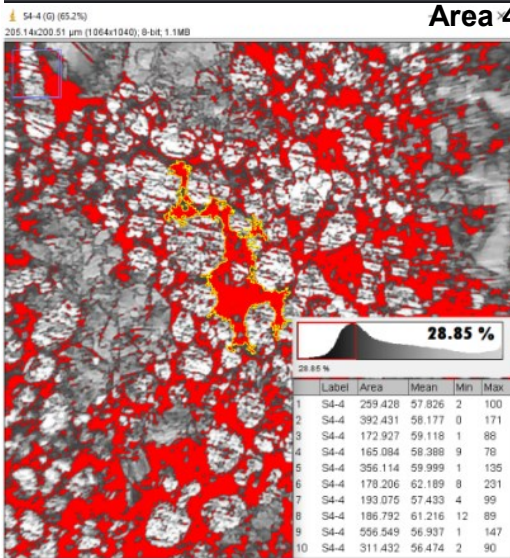 S4-4 (G) (65.2%)
Area 4
205.14x200.51 µm (1064x1040); 8-bit; 1.1MB
28.85 %
28.85 %
Label Area Mean Min Max
1 S4-4 259.428 57.826 2 100
2 S4-4 392.431 58.177 0 171
3 S4-4 172.927 59.118 1 88
4 S4-4 165.084 58.388 9 78
5 S4-4 356.114 59.999 1 135
6 S4-4 178.206 62.189 8 231
7 S4-4 193.075 57.433 4 99
8 S4-4 186.792 61.216 12 89
9 S4-4 556.549 56.937 1 147
10 S4-4 311.432 56.474 2 90